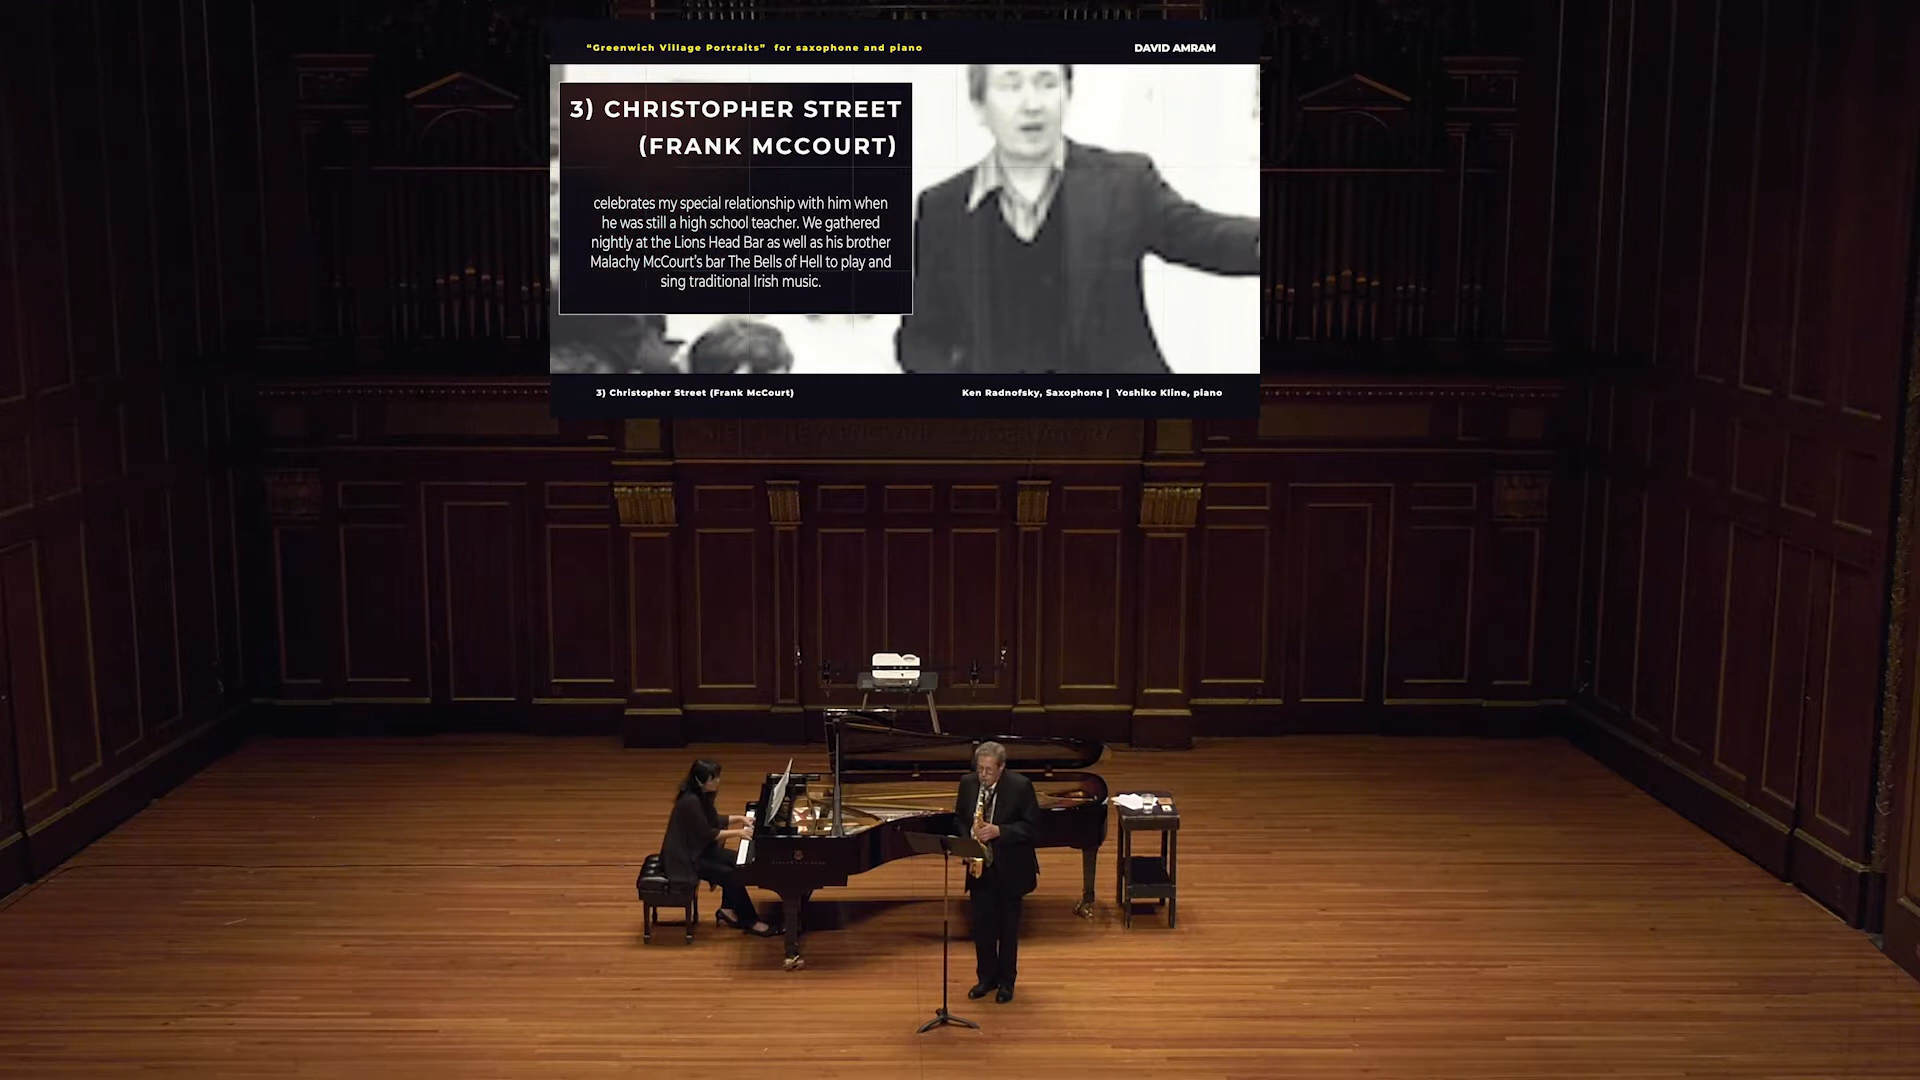 “Greenwich Village Portraits” for saxophone and piano
DAVID AMRAM
3) CHRISTOPHER STREET
(FRANK MCCOURT)
celebrates my special relationship with him when
he was still a high school teacher. We gathered
nightly at the Lions Head Bar as well as his brother
Malachy McCourt's bar The Bells of Hell to play and
sing traditional Irish music.
3) Christopher Street (Frank McCourt)
Ken Radnofsky, Saxophone | Yoshiko Kline, piano
NEW ENGLAND CONSERVATORY